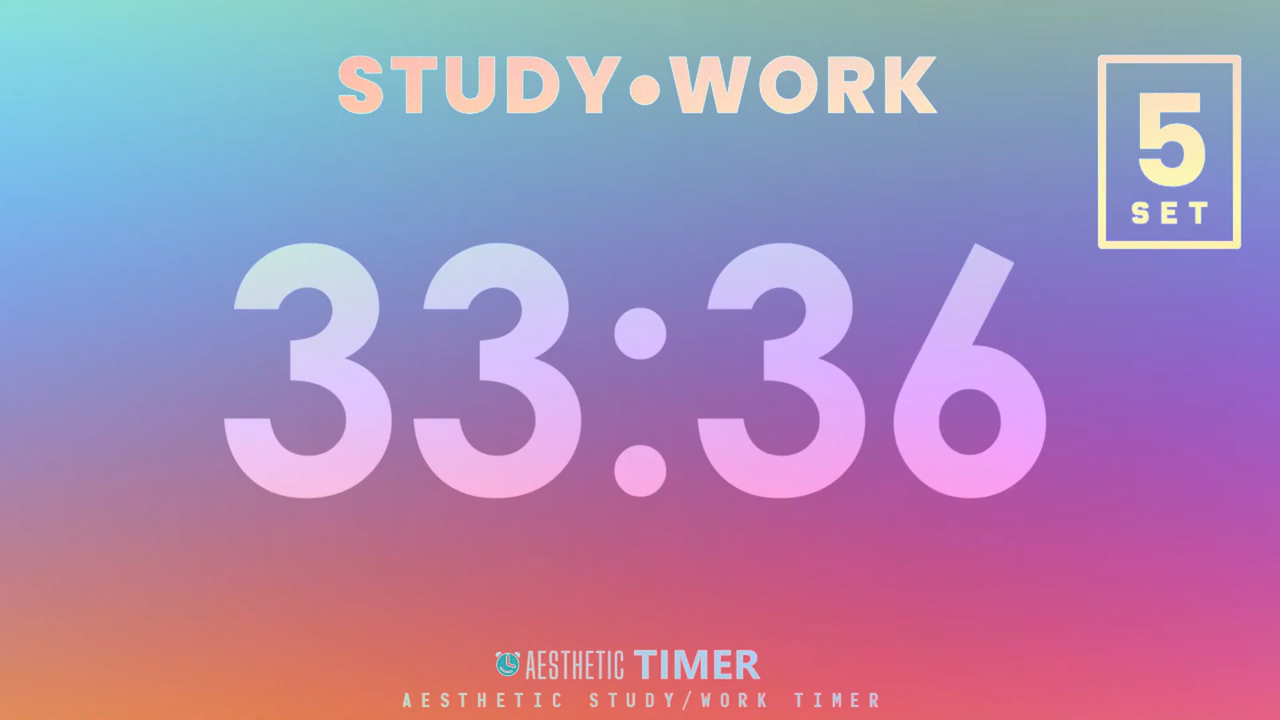 STUDY•WORK
5
SET
33:36
AESTHETIC TIMER
AESTHETIC STUDY/WORK TIMER